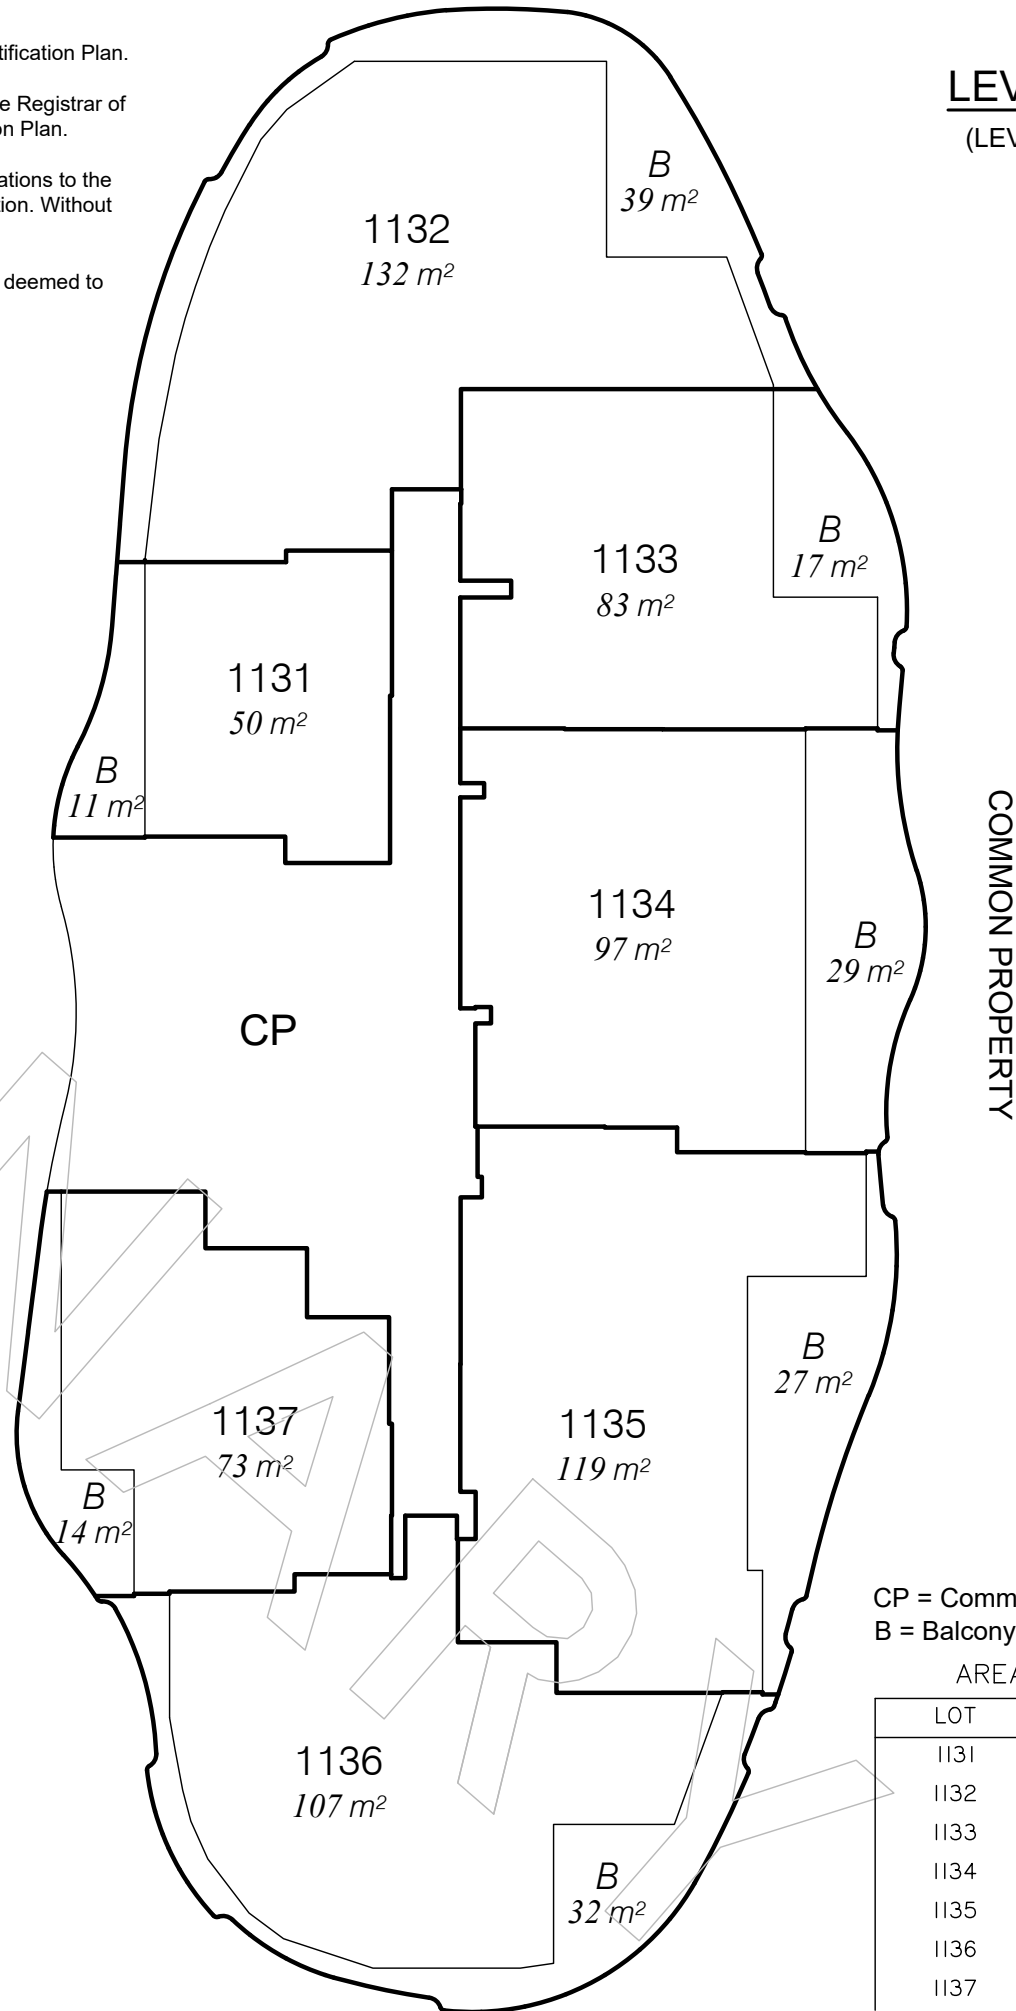 tification Plan.
e Registrar of
on Plan.
ations to the
tion. Without
deemed to
LEV
(LEV
B
39 m²
1132
132 m²
B
17 m²
1133
83 m²
1131
50 m²
B
11 m²
1134
97 m²
B
29 m²
COMMON PROPERTY
CP
B
27 m²
1137
73 m²
1135
119 m²
B
14 m²
CP = Comm
B = Balcony
AREA
LOT
1131
1132
1133
1134
1135
1136
1137
1136
107 m²
B
32 m²